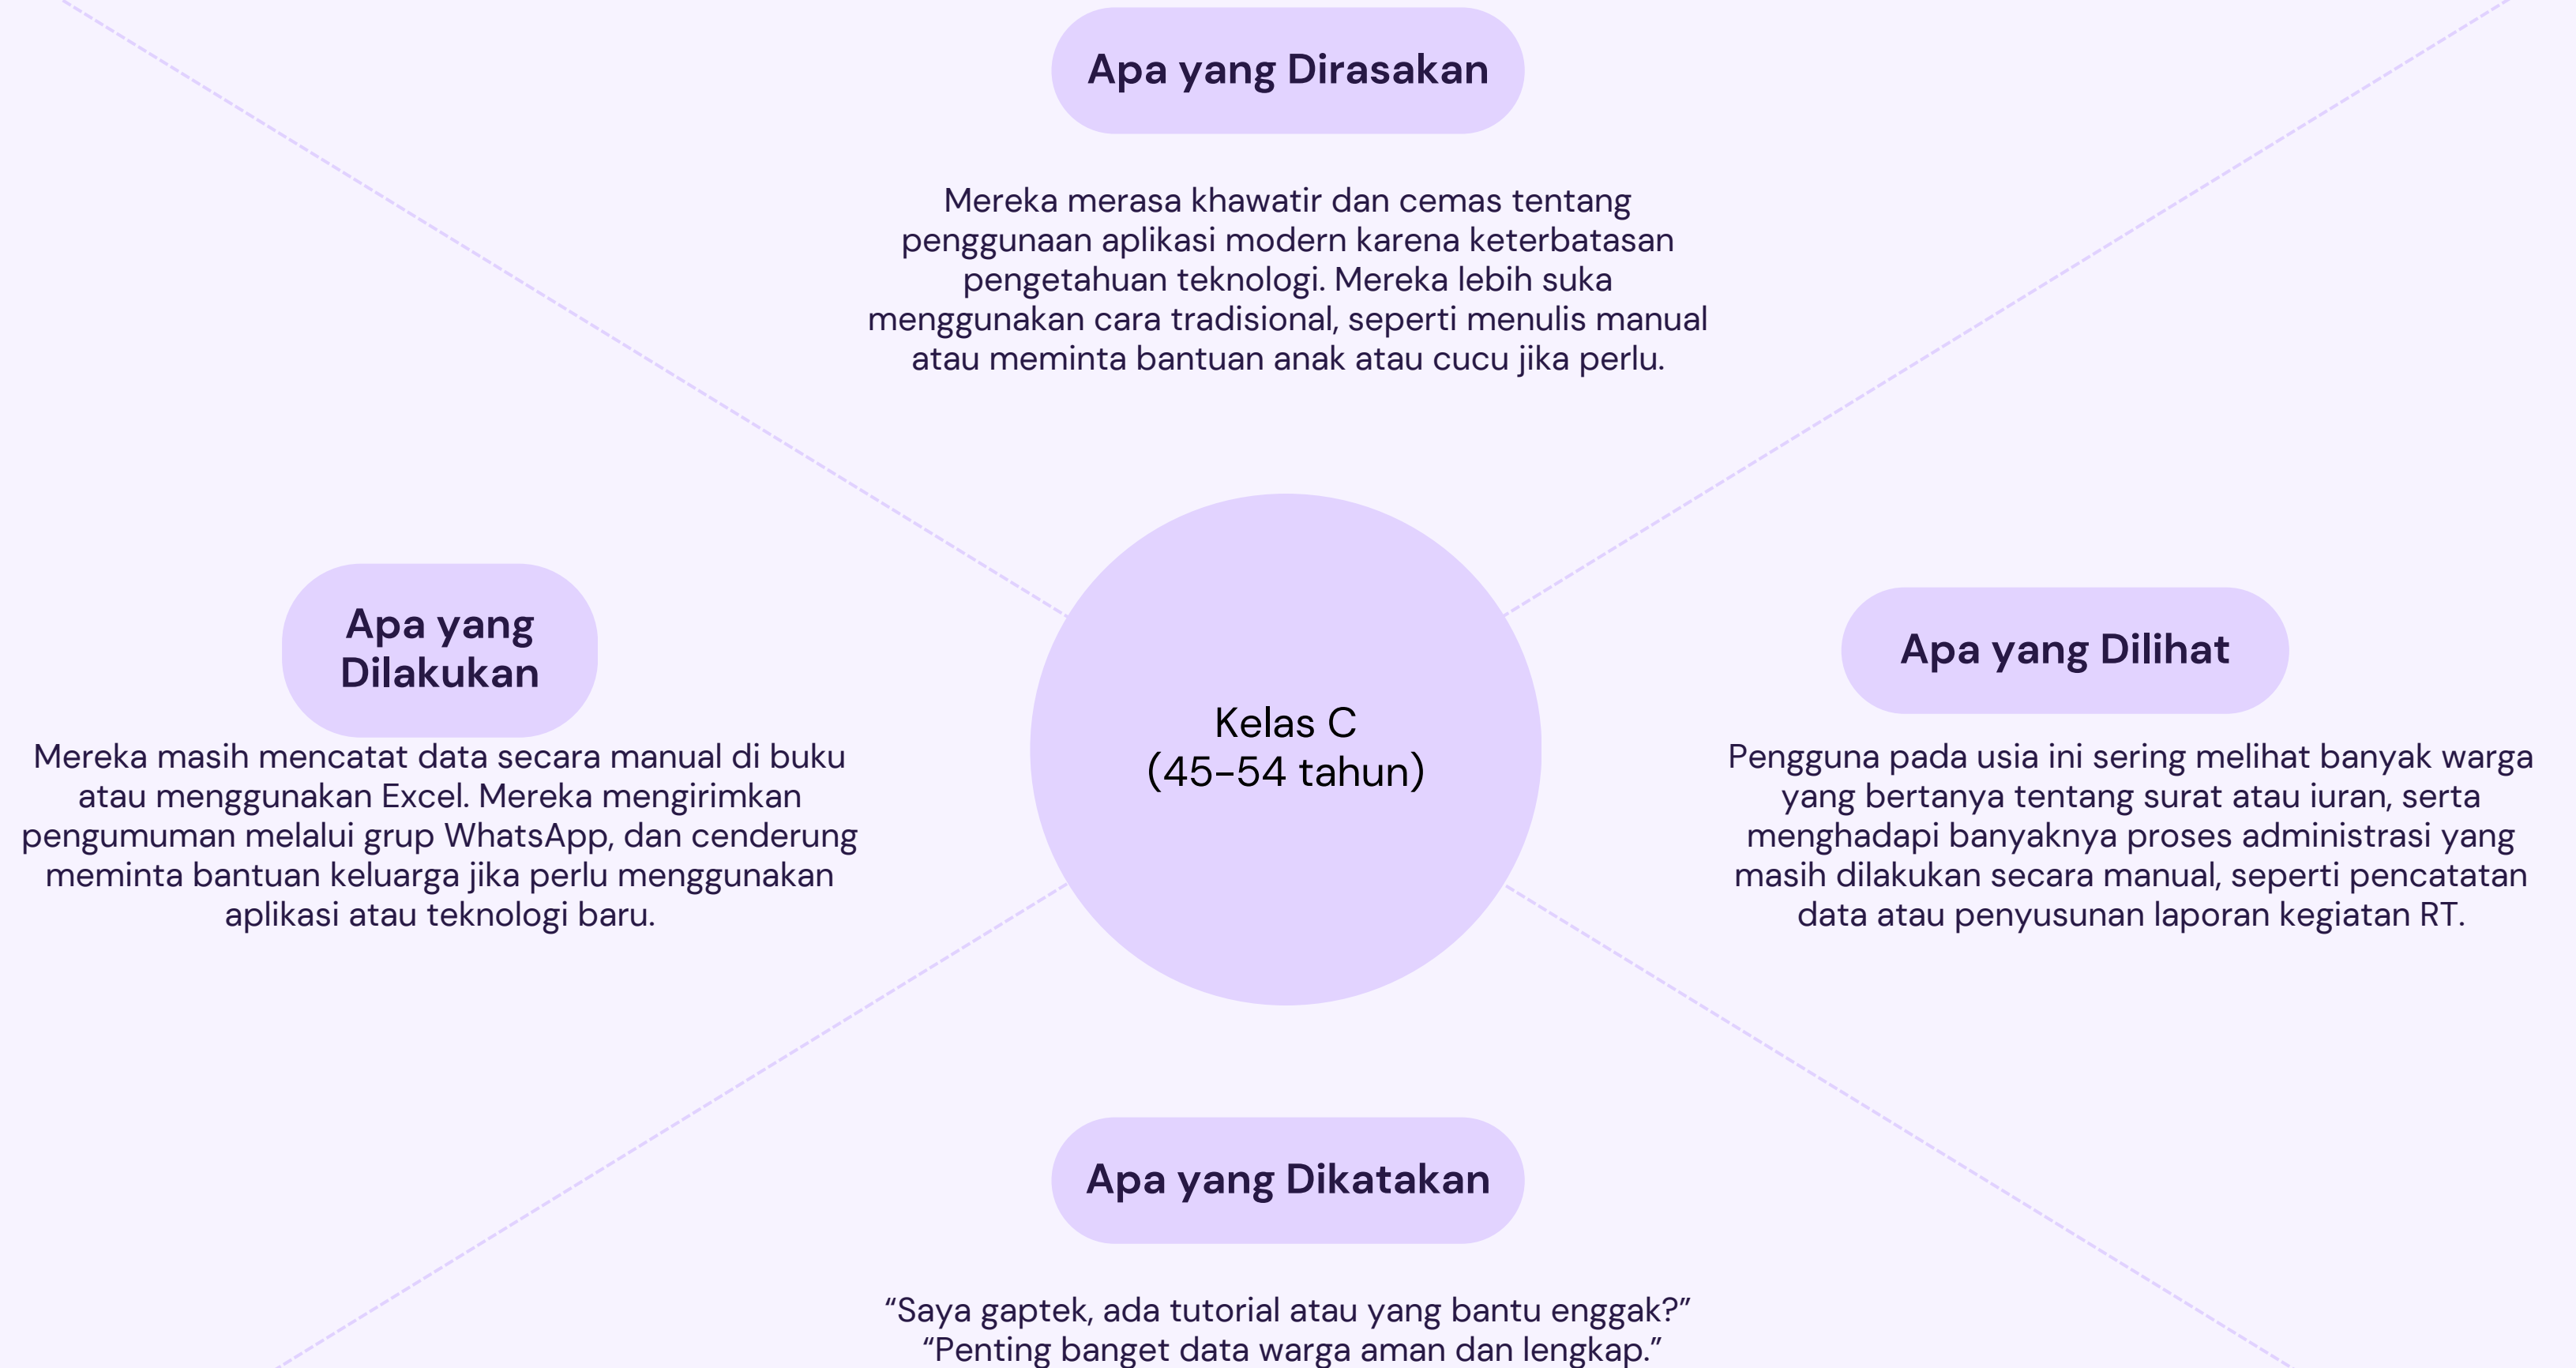 Apa yang Dirasakan
Mereka merasa khawatir dan cemas tentang
penggunaan aplikasi modern karena keterbatasan
pengetahuan teknologi. Mereka lebih suka
menggunakan cara tradisional, seperti menulis manual
atau meminta bantuan anak atau cucu jika perlu.
Apa yang
Dilakukan
Mereka masih mencatat data secara manual di buku
atau menggunakan Excel. Mereka mengirimkan
pengumuman melalui grup WhatsApp, dan cenderung
meminta bantuan keluarga jika perlu menggunakan
aplikasi atau teknologi baru.
Kelas C
(45-54 tahun)
Apa yang Dilihat
Pengguna pada usia ini sering melihat banyak warga
yang bertanya tentang surat atau iuran, serta
menghadapi banyaknya proses administrasi yang
masih dilakukan secara manual, seperti pencatatan
data atau penyusunan laporan kegiatan RT.
Apa yang Dikatakan
“Saya gaptek, ada tutorial atau yang bantu enggak?”
“Penting banget data warga aman dan lengkap.”